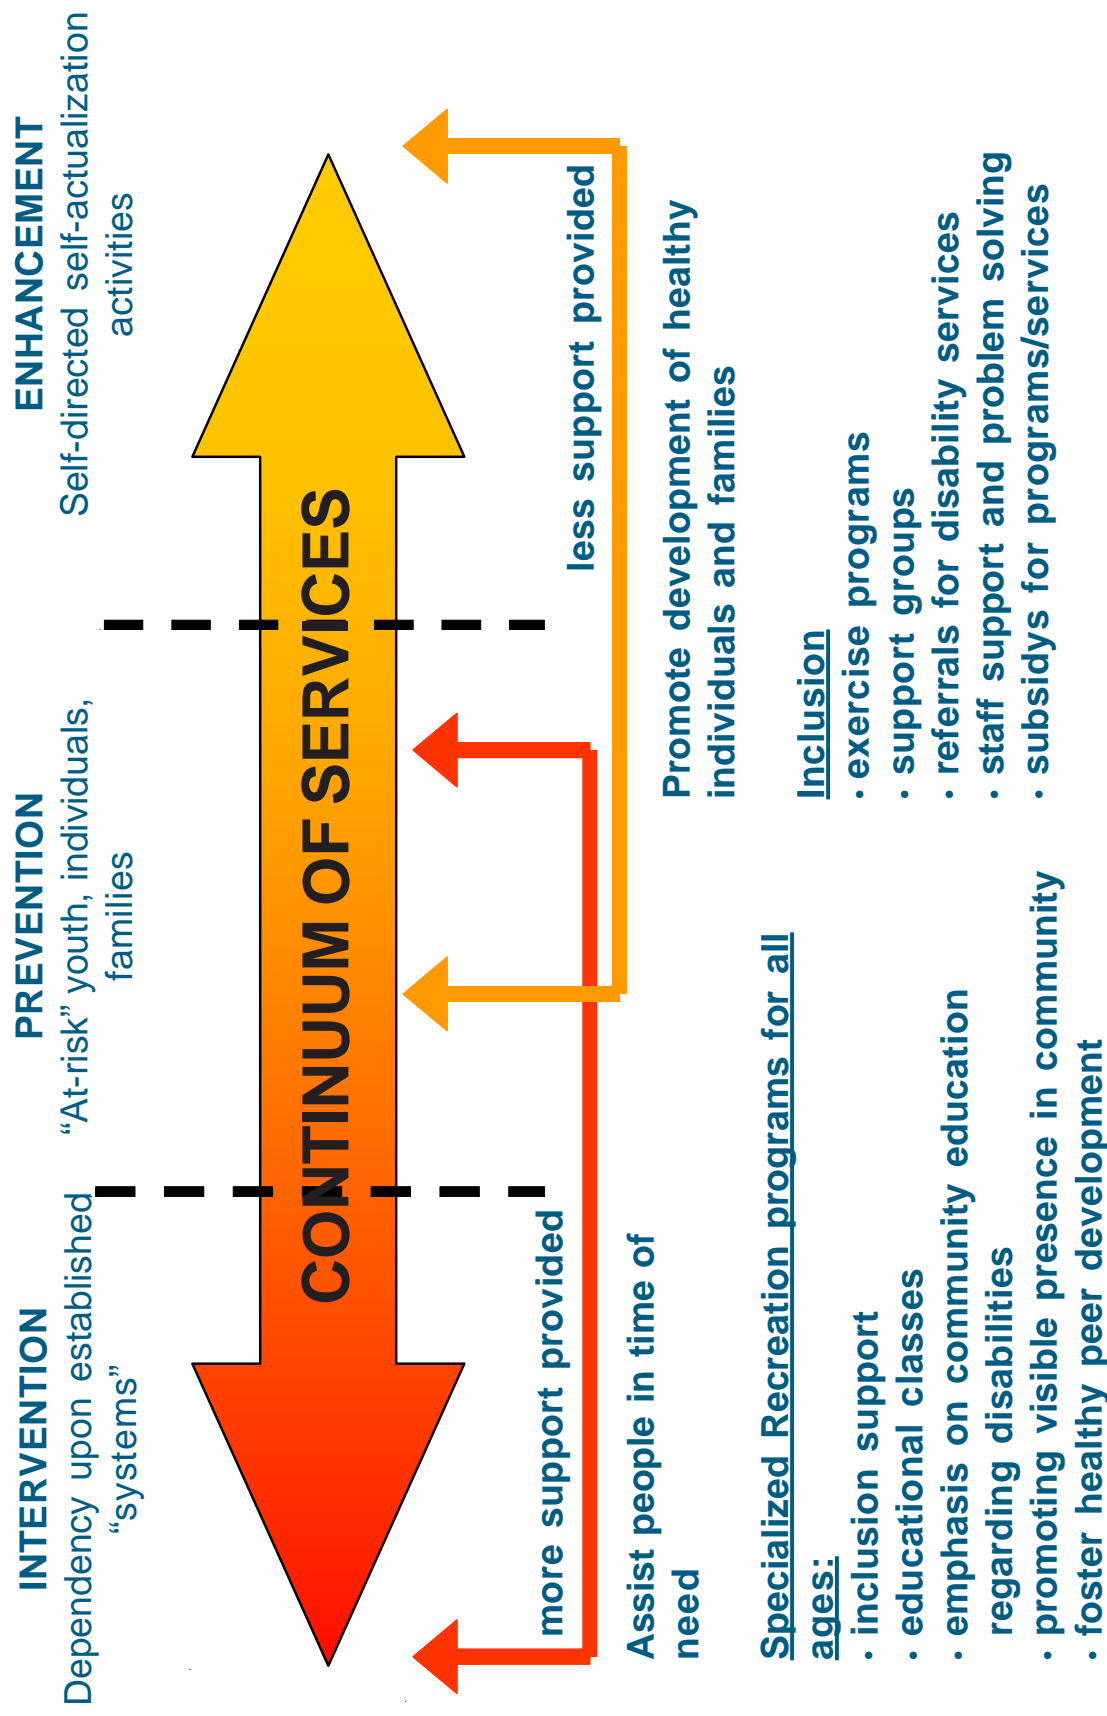 INTERVENTION
Dependency upon established
“systems”
PREVENTION
“At-risk” youth, individuals,
families
ENHANCEMENT
Self-directed self-actualization
activities
CONTINUUM OF SERVICES
more support provided
less support provided
Assist people in time of
need
Promote development of healthy
individuals and families
Specialized Recreation programs for all
ages:
• inclusion support
• educational classes
• emphasis on community education
regarding disabilities
• promoting visible presence in community
• foster healthy peer development
Inclusion
• exercise programs
• support groups
• referrals for disability services
• staff support and problem solving
• subsidys for programs/services